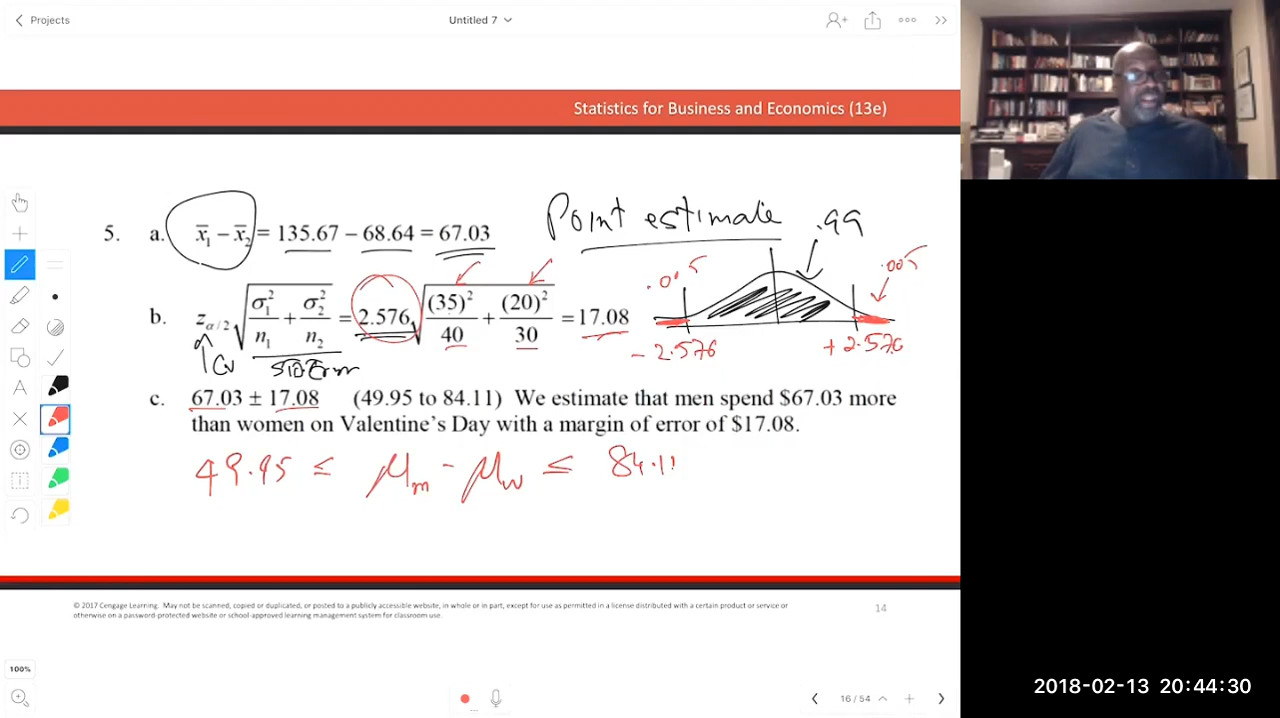 Projects
Untitled 7
Statistics for Business and Economics (13e)
Point estimate
.99
5. a. x̄₁ − x̄₂ = 135.67 − 68.64 = 67.03
.005
.005
b. z_{α/2} √(σ₁²/n₁ + σ₂²/n₂) = 2.576 √((35)²/40 + (20)²/30) = 17.08
− 2.576
+ 2.576
CV
STD Error
c. 67.03 ± 17.08 (49.95 to 84.11) We estimate that men spend $67.03 more
than women on Valentine's Day with a margin of error of $17.08.
49.95 ≤ μm − μw ≤ 84.11
© 2017 Cengage Learning. May not be scanned, copied or duplicated, or posted to a publicly accessible website, in whole or in part, except for use as permitted in a license distributed with a certain product or service or
otherwise on a password-protected website or school-approved learning management system for classroom use.
14
100%
16/54
2018-02-13 20:44:30